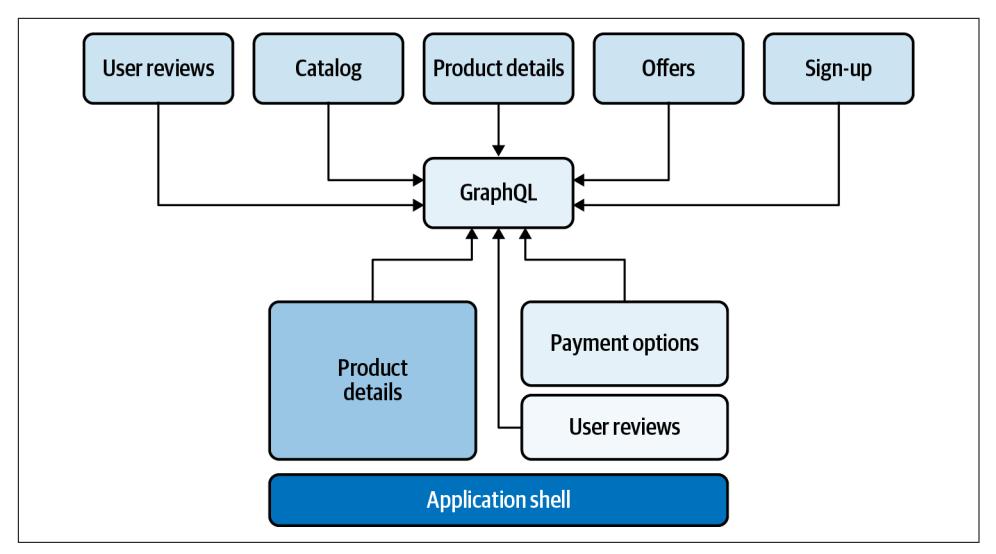 User reviews
Catalog
Product details
Offers
Sign-up
GraphQL
Product
details
Payment options
User reviews
Application shell